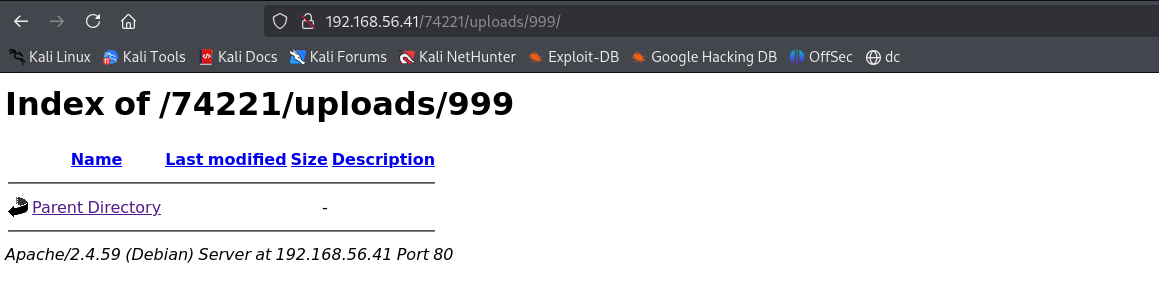 192.168.56.41/74221/uploads/999/
Kali Linux Kali Tools Kali Docs Kali Forums Kali NetHunter Exploit-DB Google Hacking DB OffSec dc
Index of /74221/uploads/999
Name Last modified Size Description
Parent Directory -
Apache/2.4.59 (Debian) Server at 192.168.56.41 Port 80